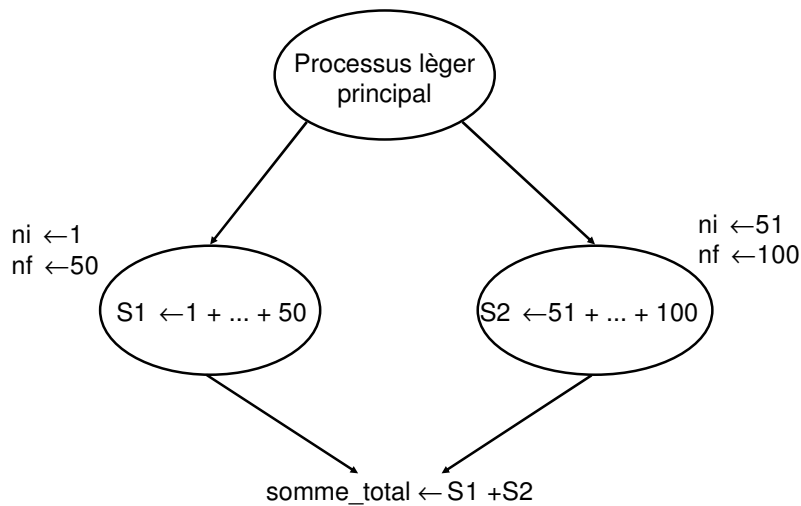 Processus lèger
principal
ni ←1
nf ←50
ni ←51
nf ←100
S1 ←1 + ... + 50
S2 ←51 + ... + 100
somme_total ← S1 +S2